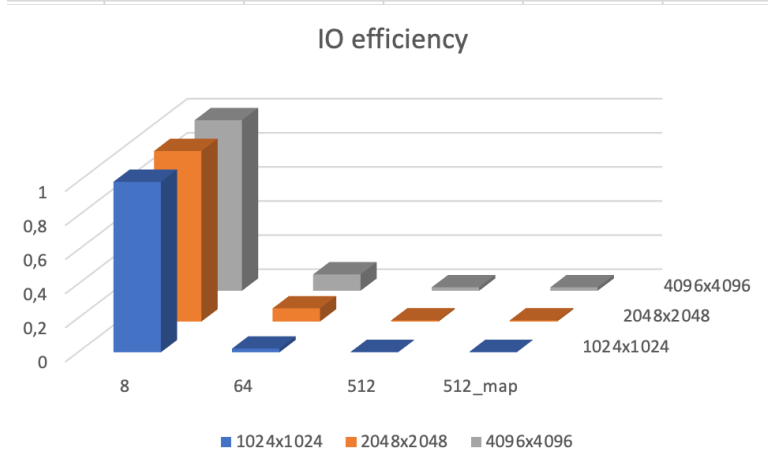 IO efficiency
1
0,8
0,6
0,4
0,2
0
4096x4096
2048x2048
1024x1024
8 64 512 512_map
1024x1024 2048x2048 4096x4096